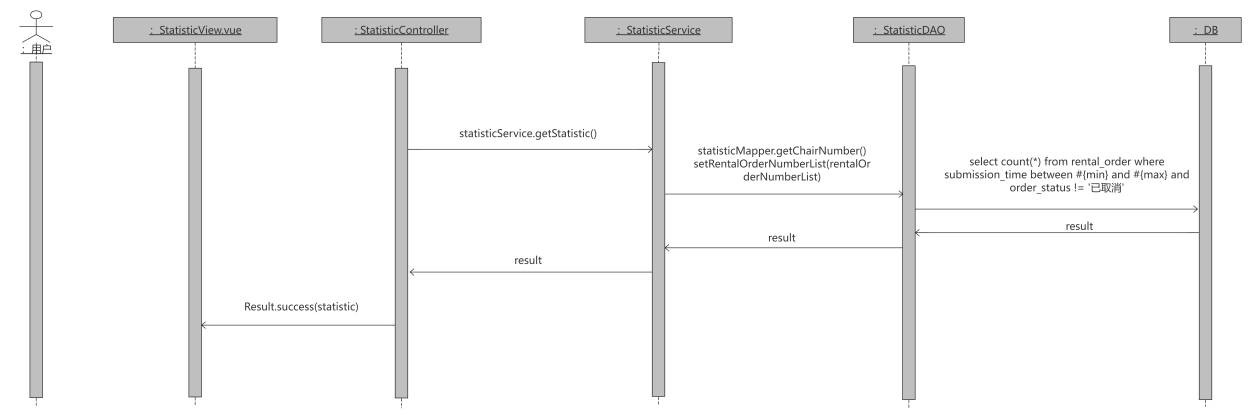 : 用户
: StatisticView.vue
: StatisticController
: StatisticService
: StatisticDAO
: DB
statisticService.getStatistic()
statisticMapper.getChairNumber()
setRentalOrderNumberList(rentalOr
derNumberList)
select count(*) from rental_order where
submission_time between #{min} and #{max} and
order_status != '已取消'
result
result
result
Result.success(statistic)